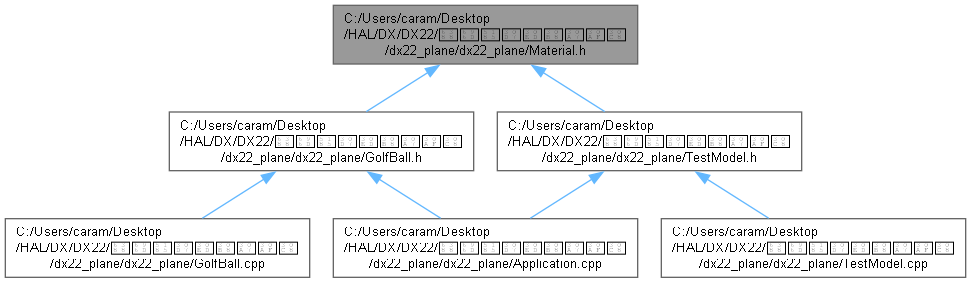 C:/Users/caram/Desktop
/HAL/DX/DX22/
/dx22_plane/dx22_plane/Material.h
C:/Users/caram/Desktop
/HAL/DX/DX22/
/dx22_plane/dx22_plane/GolfBall.h
C:/Users/caram/Desktop
/HAL/DX/DX22/
/dx22_plane/dx22_plane/TestModel.h
C:/Users/caram/Desktop
/HAL/DX/DX22/
/dx22_plane/dx22_plane/GolfBall.cpp
C:/Users/caram/Desktop
/HAL/DX/DX22/
/dx22_plane/dx22_plane/Application.cpp
C:/Users/caram/Desktop
/HAL/DX/DX22/
/dx22_plane/dx22_plane/TestModel.cpp